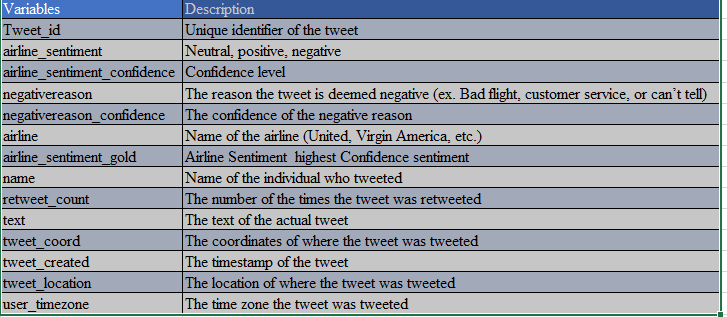 Variables Description
Tweet_id Unique identifier of the tweet
airline_sentiment Neutral, positive, negative
airline_sentiment_confidence Confidence level
negativereason The reason the tweet is deemed negative (ex. Bad flight, customer service, or can’t tell)
negativereason_confidence The confidence of the negative reason
airline Name of the airline (United, Virgin America, etc.)
airline_sentiment_gold Airline Sentiment highest Confidence sentiment
name Name of the individual who tweeted
retweet_count The number of the times the tweet was retweeted
text The text of the actual tweet
tweet_coord The coordinates of where the tweet was tweeted
tweet_created The timestamp of the tweet
tweet_location The location of where the tweet was tweeted
user_timezone The time zone the tweet was tweeted